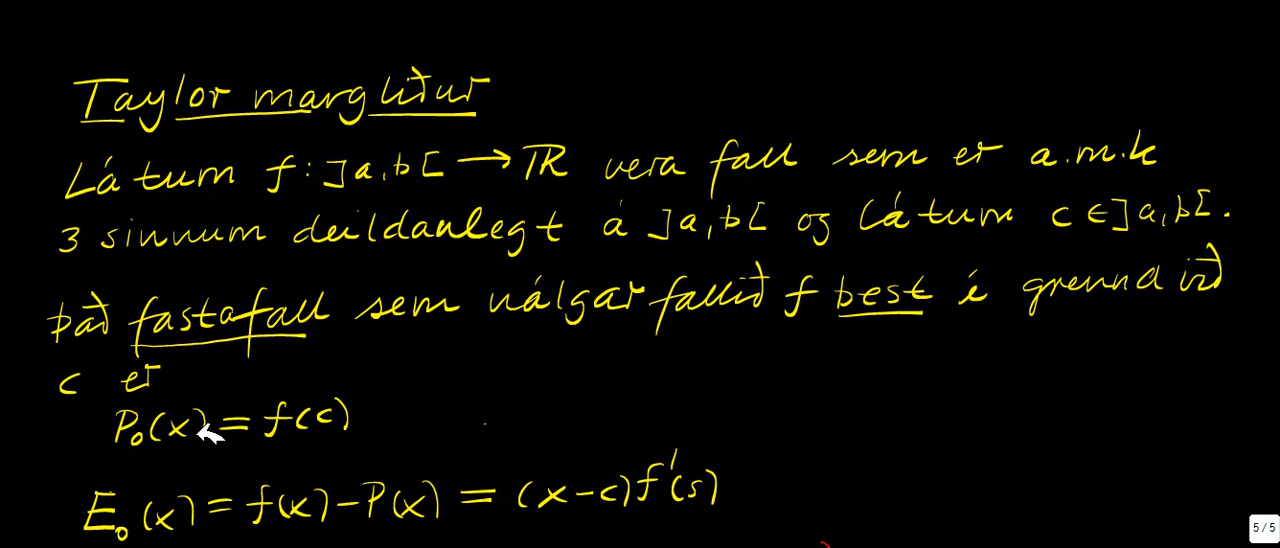 Taylor margliður
Látum f: ]a,b[ → ℝ vera fall sem er a.m.k
3 sinnum deildanlegt á ]a,b[ og látum c ∈ ]a,b[.
Það fastafall sem nálgar fallið f best í grennd við
c er
P₀(x) = f(c)
E₀(x) = f(x) − P(x) = (x−c) f'(s)
5/5